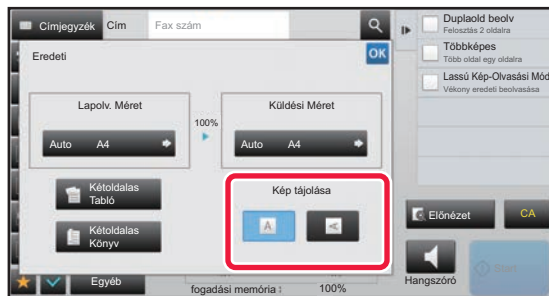 Címjegyzék Cím Fax szám
Eredeti OK
Lapolv. Méret
Auto A4
100%
Küldési Méret
Auto A4
Kétoldalas
Tabló
Kétoldalas
Könyv
Kép tájolása
A A
Egyéb
fogadási memória 100%
Duplaold beolv
Felosztás 2 oldalra
Többképes
Több oldal egy oldalra
Lassú Kép-Olvasási Mód
Vékony eredeti beolvasása
Előnézet CA
Hangszóró
Start